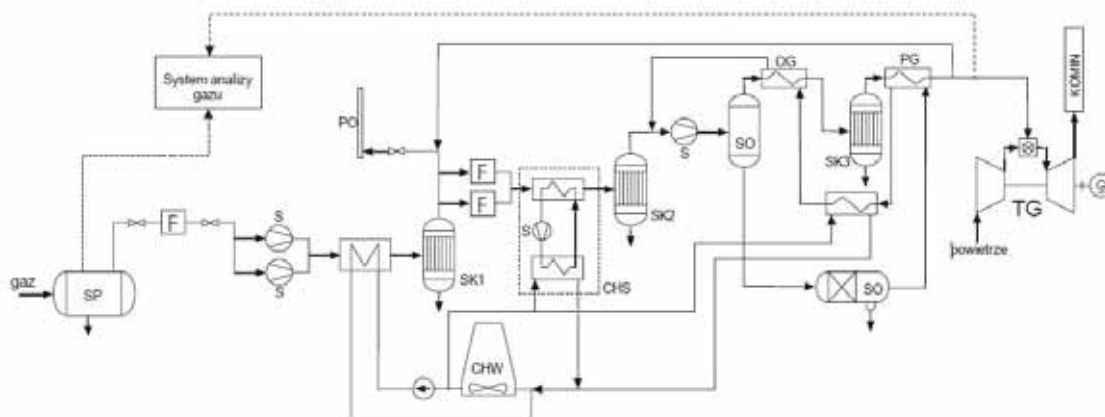 System analizy
gazu
PO
OG
PG
KOMIN
S
SO
SK3
F
F
F
S
S
S
SK2
SK1
CHS
gaz
SP
TG
G
powietrze
SO
CHW